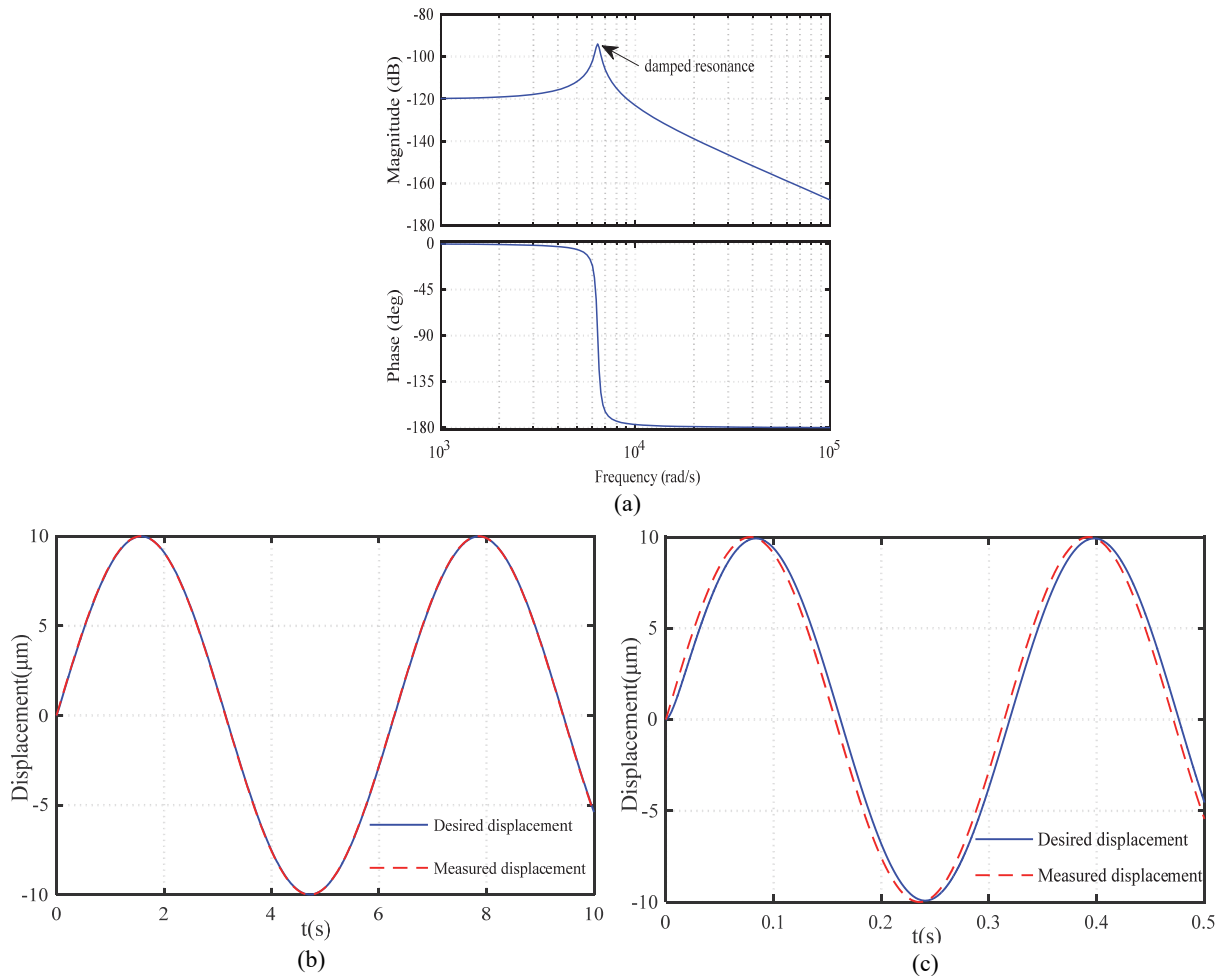 -80
-100
-120
-140
-160
-180
Magnitude (dB)
damped resonance
0
-45
-90
-135
-180
Phase (deg)
10³ 10⁴ 10⁵
Frequency (rad/s)
(a)
10
5
0
-5
-10
Displacement(μm)
Desired displacement
Measured displacement
0 2 4 6 8 10
t(s)
(b)
10
5
0
-5
-10
Displacement(μm)
Desired displacement
Measured displacement
0 0.1 0.2 0.3 0.4 0.5
t(s)
(c)